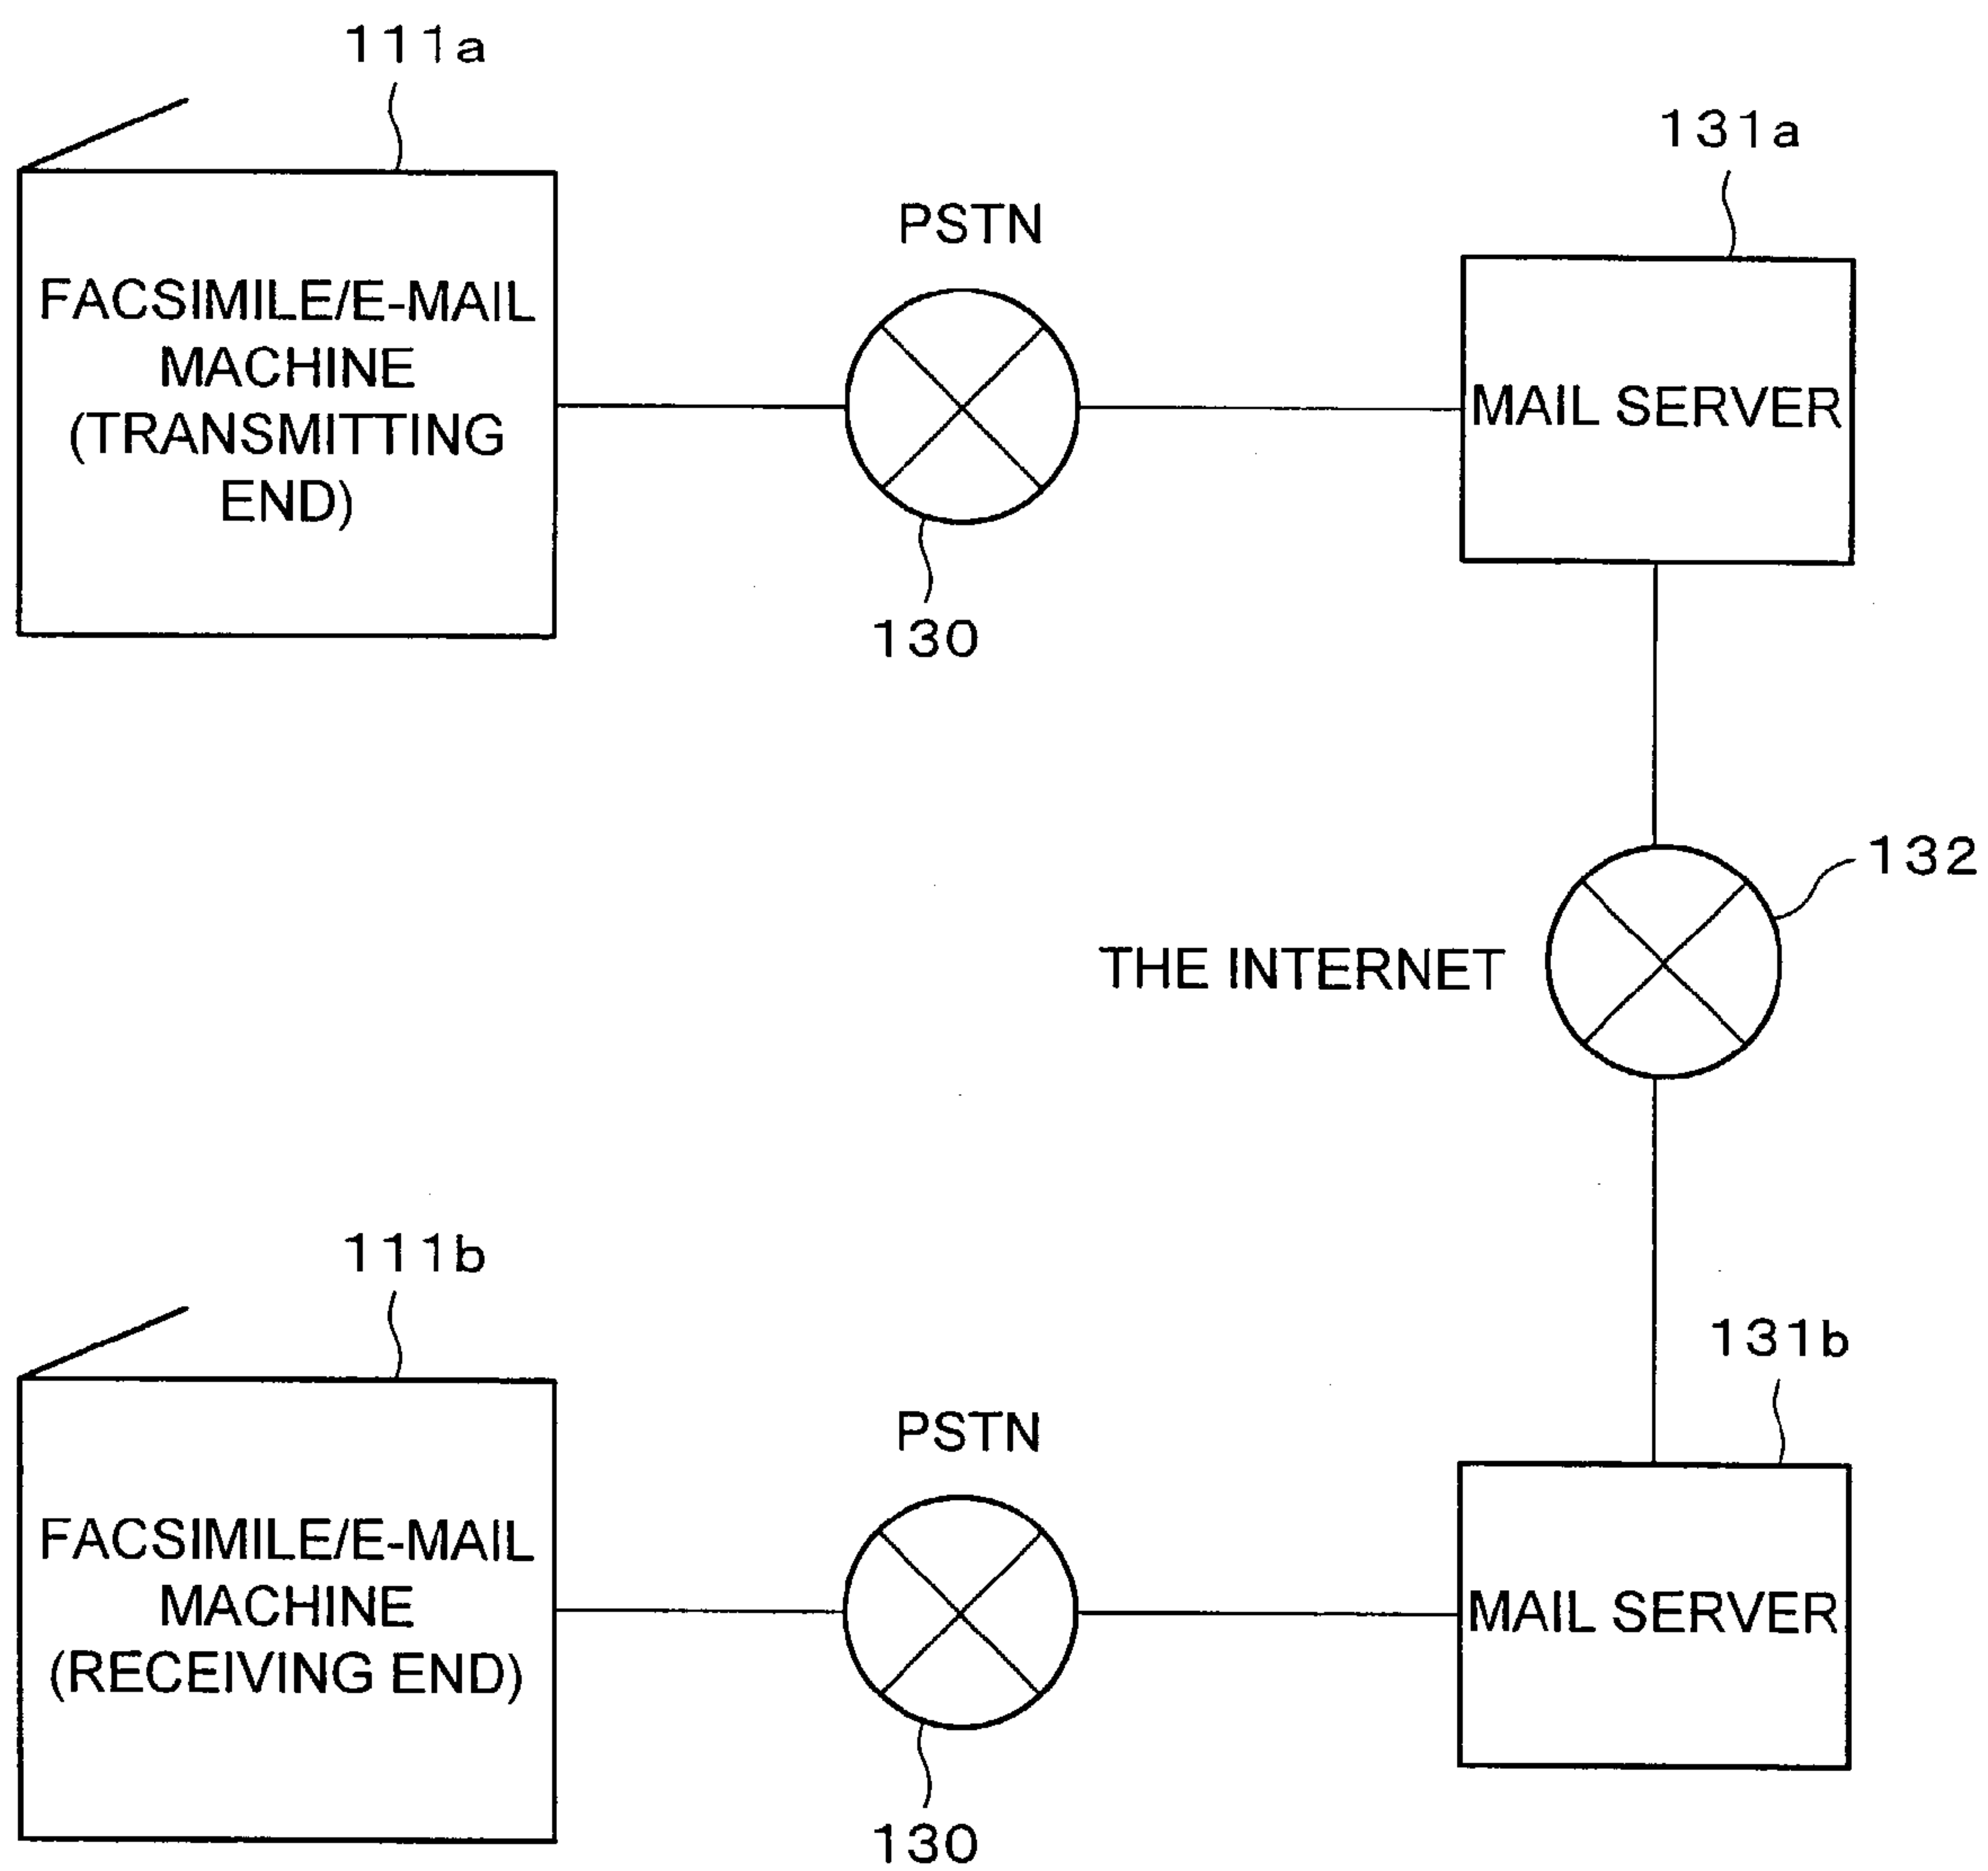 111a
131a
PSTN
FACSIMILE/E-MAIL
MACHINE
(TRANSMITTING
END)
MAIL SERVER
130
132
THE INTERNET
111b
131b
PSTN
FACSIMILE/E-MAIL
MACHINE
(RECEIVING END)
MAIL SERVER
130